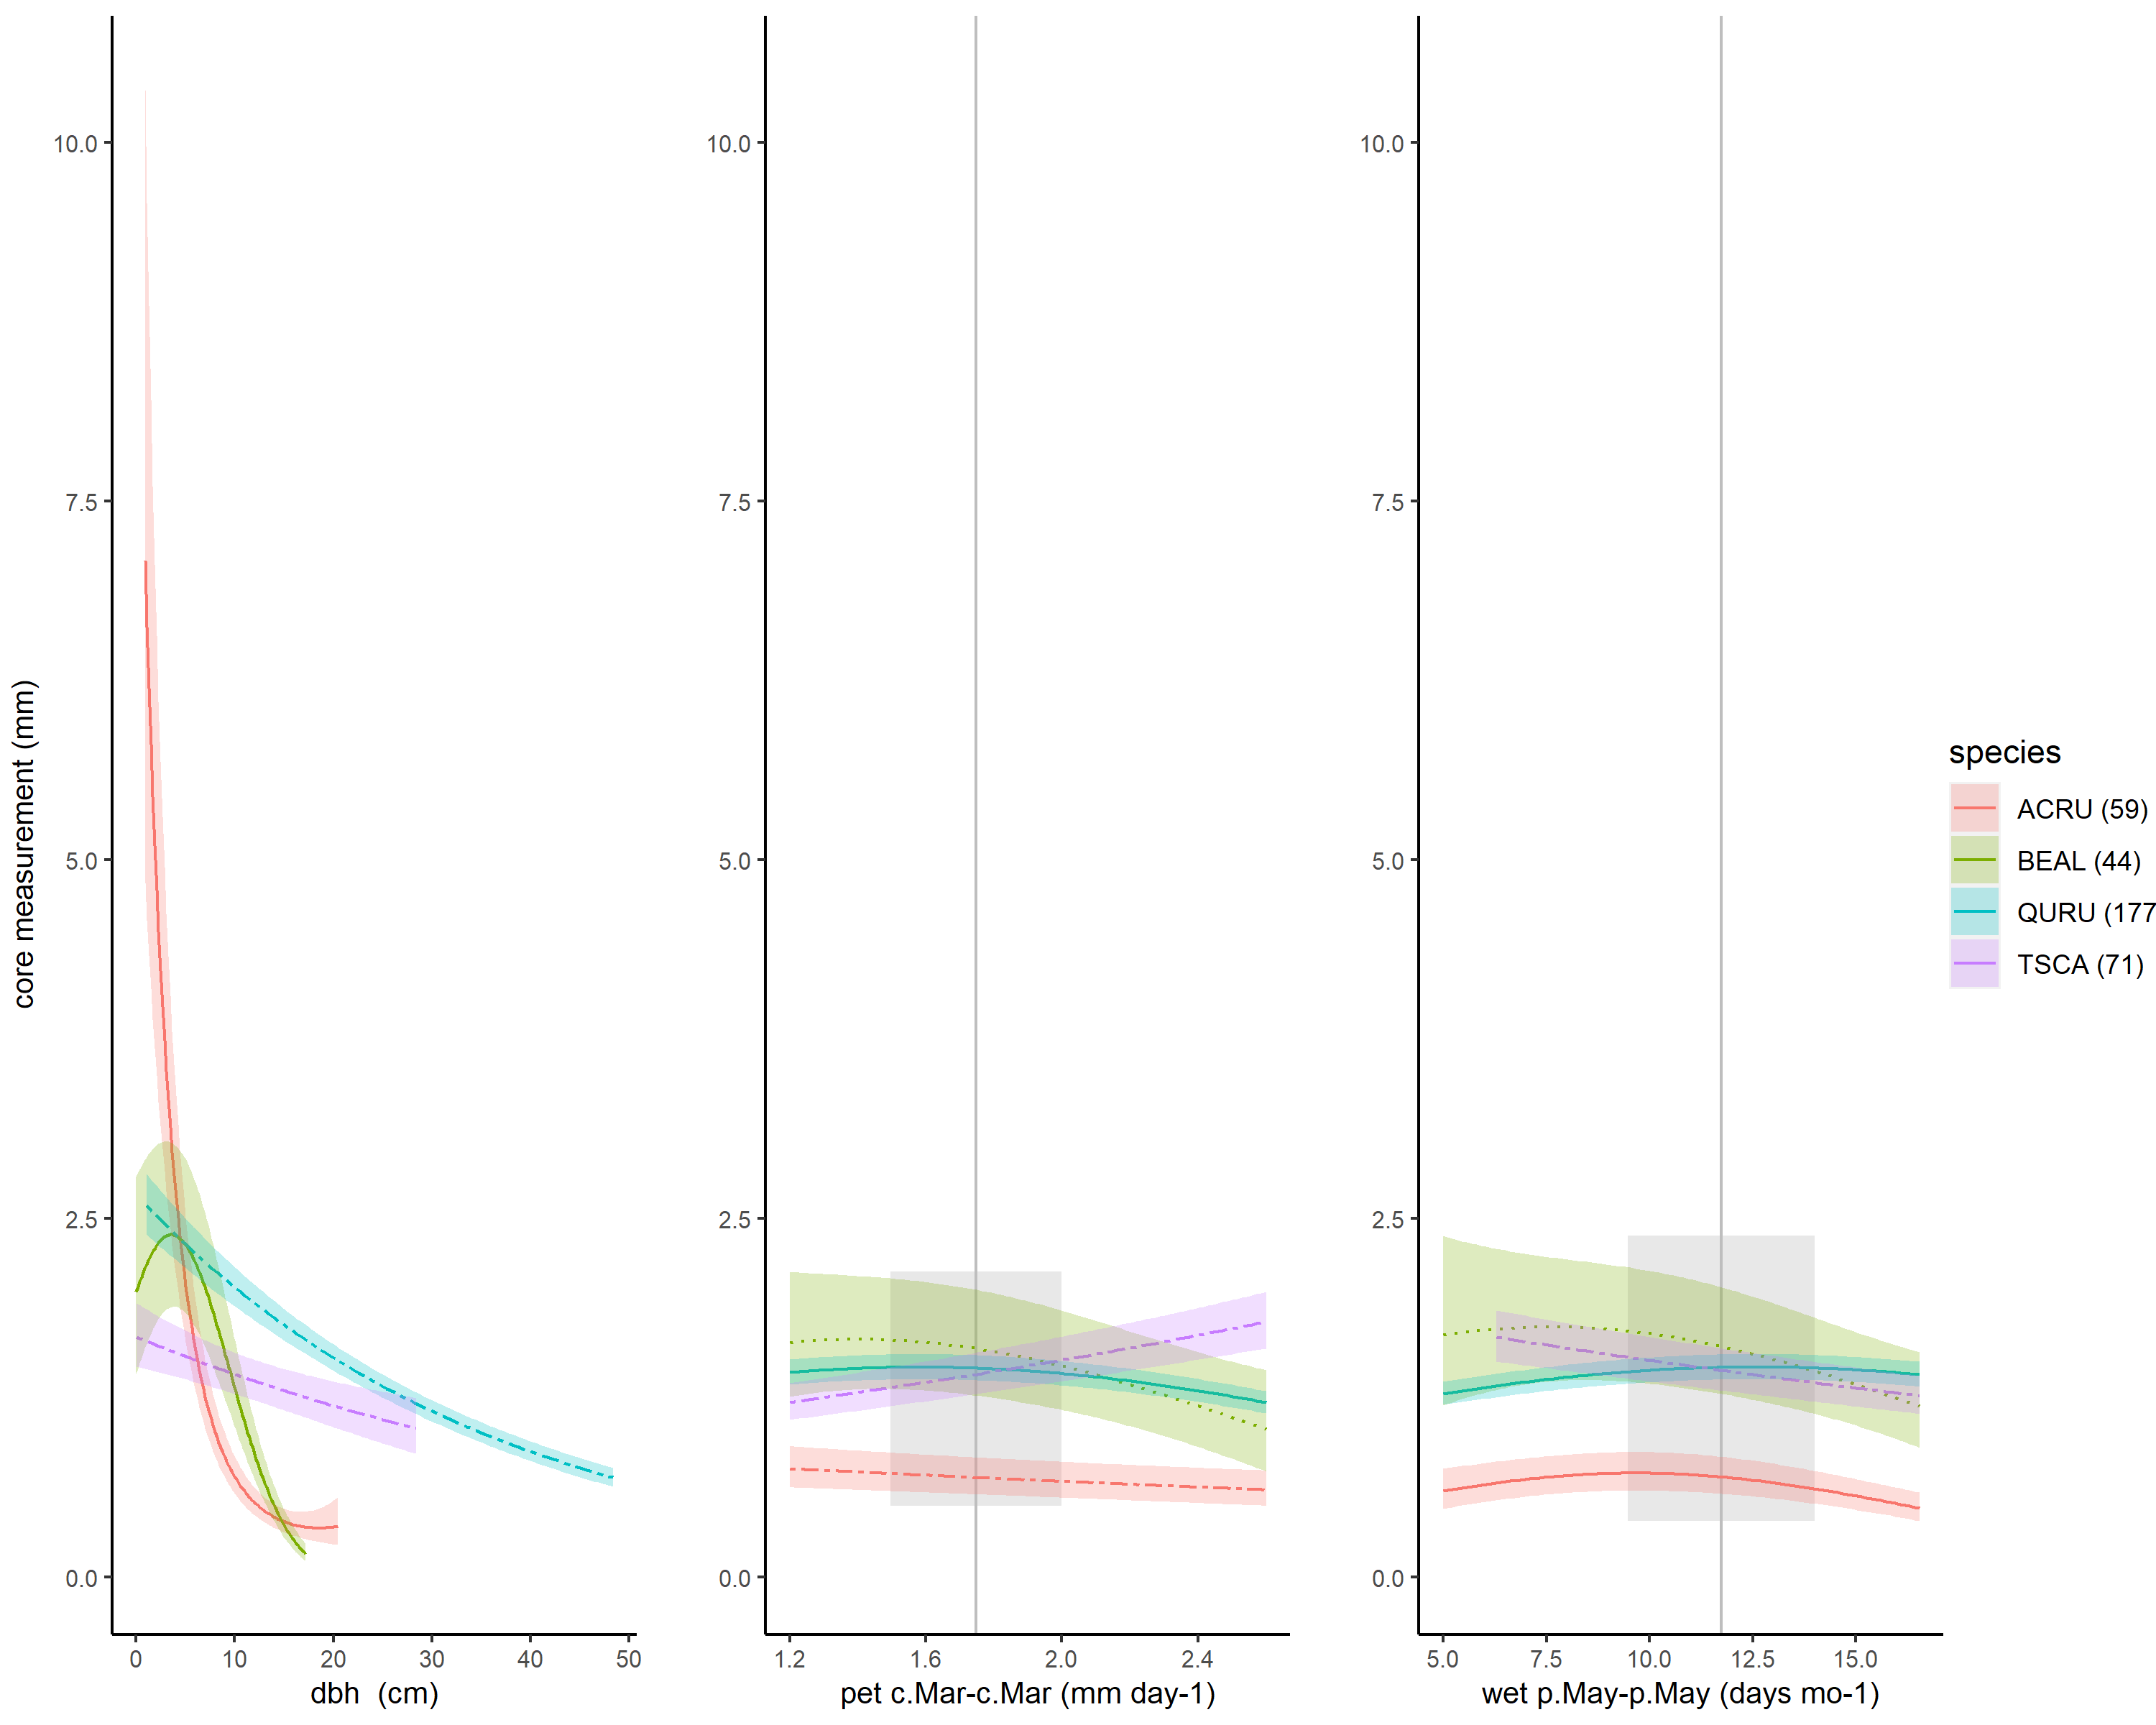 core measurement (mm)
10.0
7.5
5.0
2.5
0.0
0 10 20 30 40 50
dbh (cm)
10.0
7.5
5.0
2.5
0.0
1.2 1.6 2.0 2.4
pet c.Mar-c.Mar (mm day-1)
10.0
7.5
5.0
2.5
0.0
5.0 7.5 10.0 12.5 15.0
wet p.May-p.May (days mo-1)
species
ACRU (59)
BEAL (44)
QURU (177
TSCA (71)